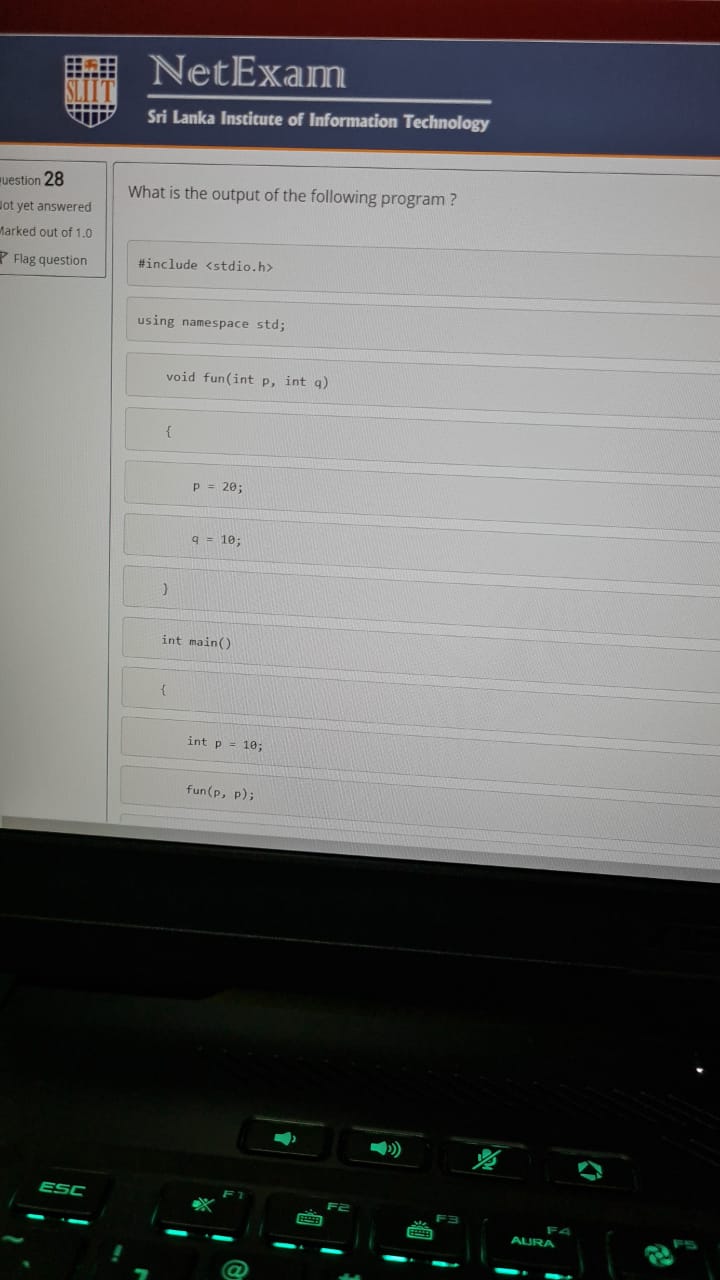 SLIIT
NetExam
Sri Lanka Institute of Information Technology
uestion 28
ot yet answered
Marked out of 1.0
Flag question
What is the output of the following program ?
#include <stdio.h>
using namespace std;
void fun(int p, int q)
{
p = 20;
q = 10;
}
int main()
{
int p = 10;
fun(p, p);
ESC
F1
F2
F3
F4
AURA
F5
~
!
@
#